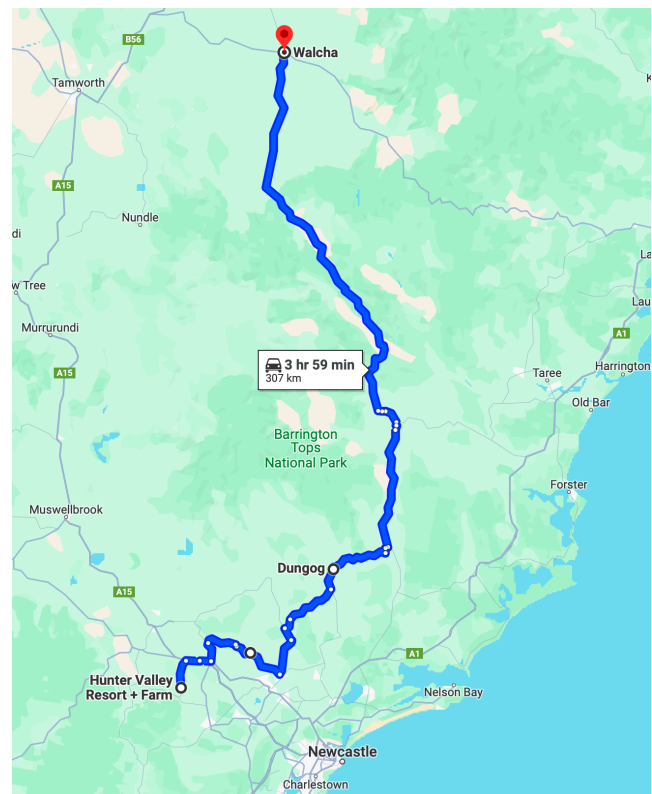 Walcha
B56
Tamworth
K
A15
Nundle
di
La
w Tree
Lau
Murrurundi
A1
3 hr 59 min
307 km
A15
Taree
Harrington
Old Bar
Barrington
Tops
National Park
Forster
Muswellbrook
Dungog
A15
A1
Hunter Valley
Resort + Farm
Nelson Bay
Newcastle
Charlestown